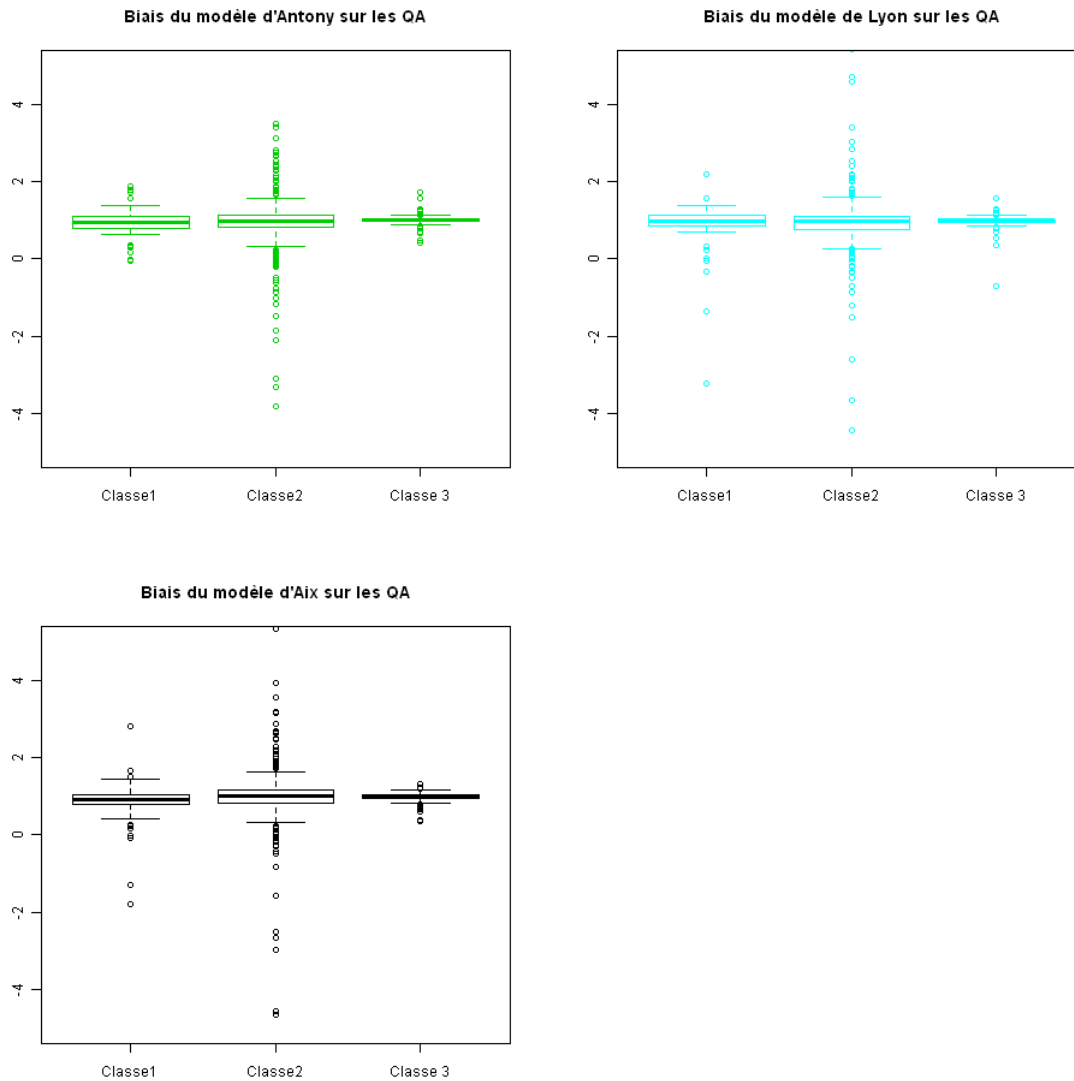 Biais du modèle d'Antony sur les QA
4
2
0
-2
-4
Classe1 Classe2 Classe 3
Biais du modèle de Lyon sur les QA
4
2
0
-2
-4
Classe1 Classe2 Classe 3
Biais du modèle d'Aix sur les QA
4
2
0
-2
-4
Classe1 Classe2 Classe 3